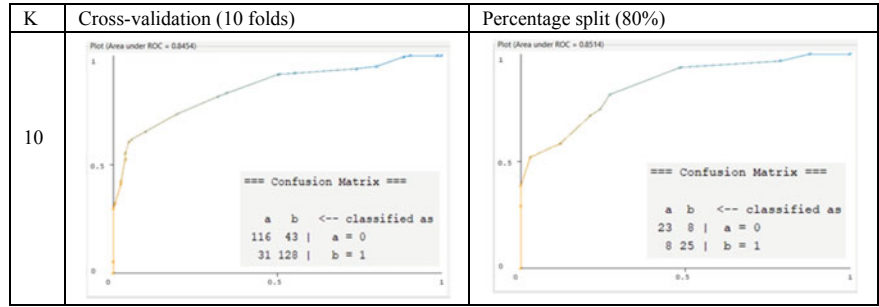 K Cross-validation (10 folds) Percentage split (80%)
10
Plot (Area under ROC = 0.8454)
1
0.5
0
0.5
1
=== Confusion Matrix ===
a b <-- classified as
116 43 | a = 0
31 128 | b = 1
Plot (Area under ROC = 0.8514)
1
0.5
0
0
0.5
1
=== Confusion Matrix ===
a b <-- classified as
23 8 | a = 0
8 25 | b = 1